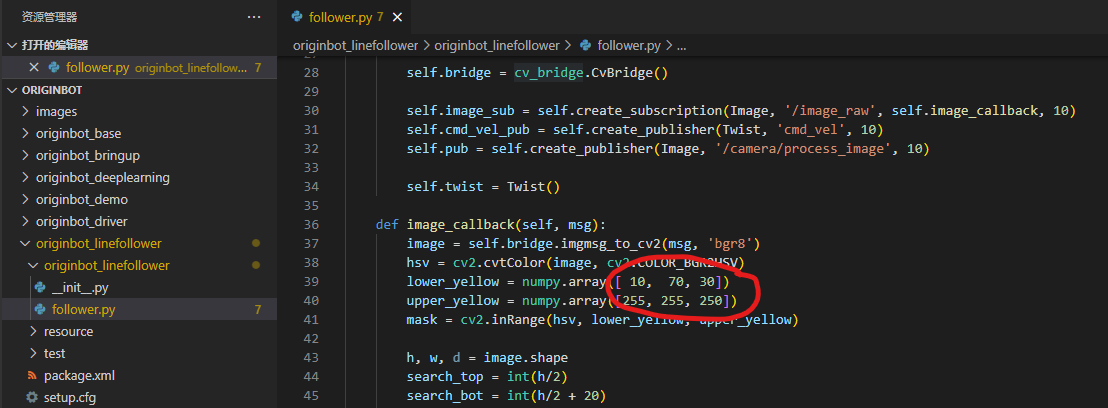 资源管理器
打开的编辑器
follower.py originbot_linefollow... 7
ORIGINBOT
images
originbot_base
originbot_bringup
originbot_deeplearning
originbot_demo
originbot_driver
originbot_linefollower
originbot_linefollower
__init__.py
follower.py 7
resource
test
package.xml
setup.cfg
follower.py 7
originbot_linefollower > originbot_linefollower > follower.py > ...
28 self.bridge = cv_bridge.CvBridge()
29
30 self.image_sub = self.create_subscription(Image, '/image_raw', self.image_callback, 10)
31 self.cmd_vel_pub = self.create_publisher(Twist, 'cmd_vel', 10)
32 self.pub = self.create_publisher(Image, '/camera/process_image', 10)
33
34 self.twist = Twist()
35
36 def image_callback(self, msg):
37 image = self.bridge.imgmsg_to_cv2(msg, 'bgr8')
38 hsv = cv2.cvtColor(image, cv2.COLOR_BGR2HSV)
39 lower_yellow = numpy.array([ 10, 70, 30])
40 upper_yellow = numpy.array([255, 255, 250])
41 mask = cv2.inRange(hsv, lower_yellow, upper_yellow)
42
43 h, w, d = image.shape
44 search_top = int(h/2)
45 search_bot = int(h/2 + 20)